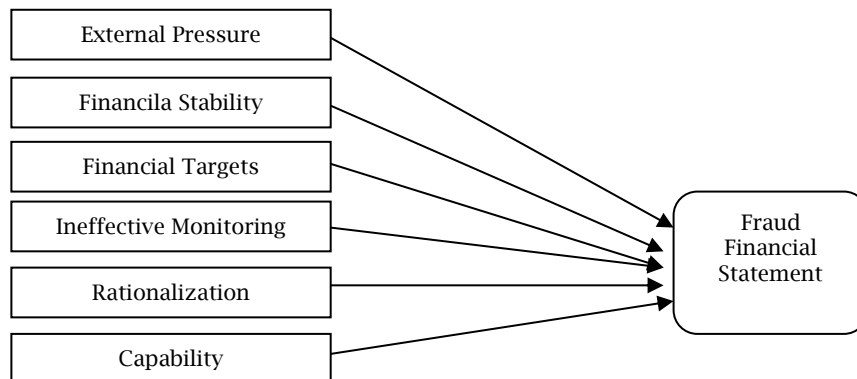 External Pressure
Financila Stability
Financial Targets
Ineffective Monitoring
Rationalization
Capability
Fraud
Financial
Statement